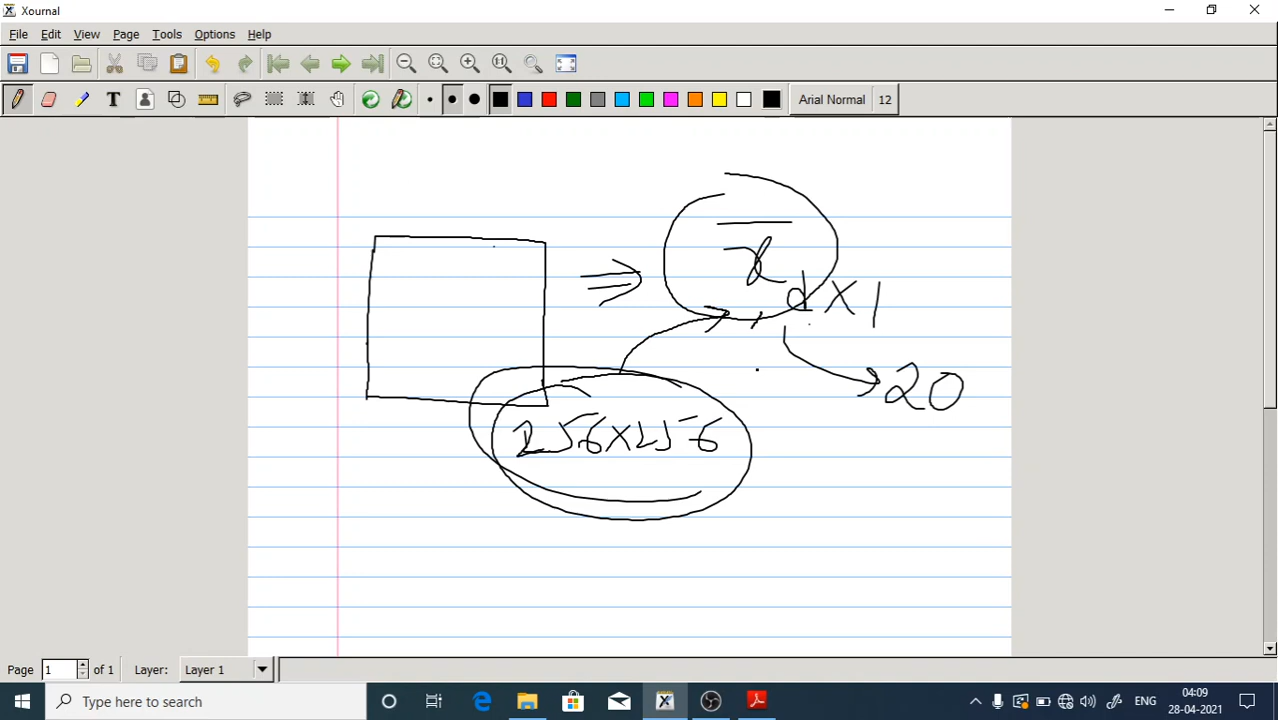 Xournal
File Edit View Page Tools Options Help
Arial Normal 12
x
d x 1
20
256x256
Page 1 of 1 Layer: Layer 1
Type here to search
ENG
04:09
28-04-2021